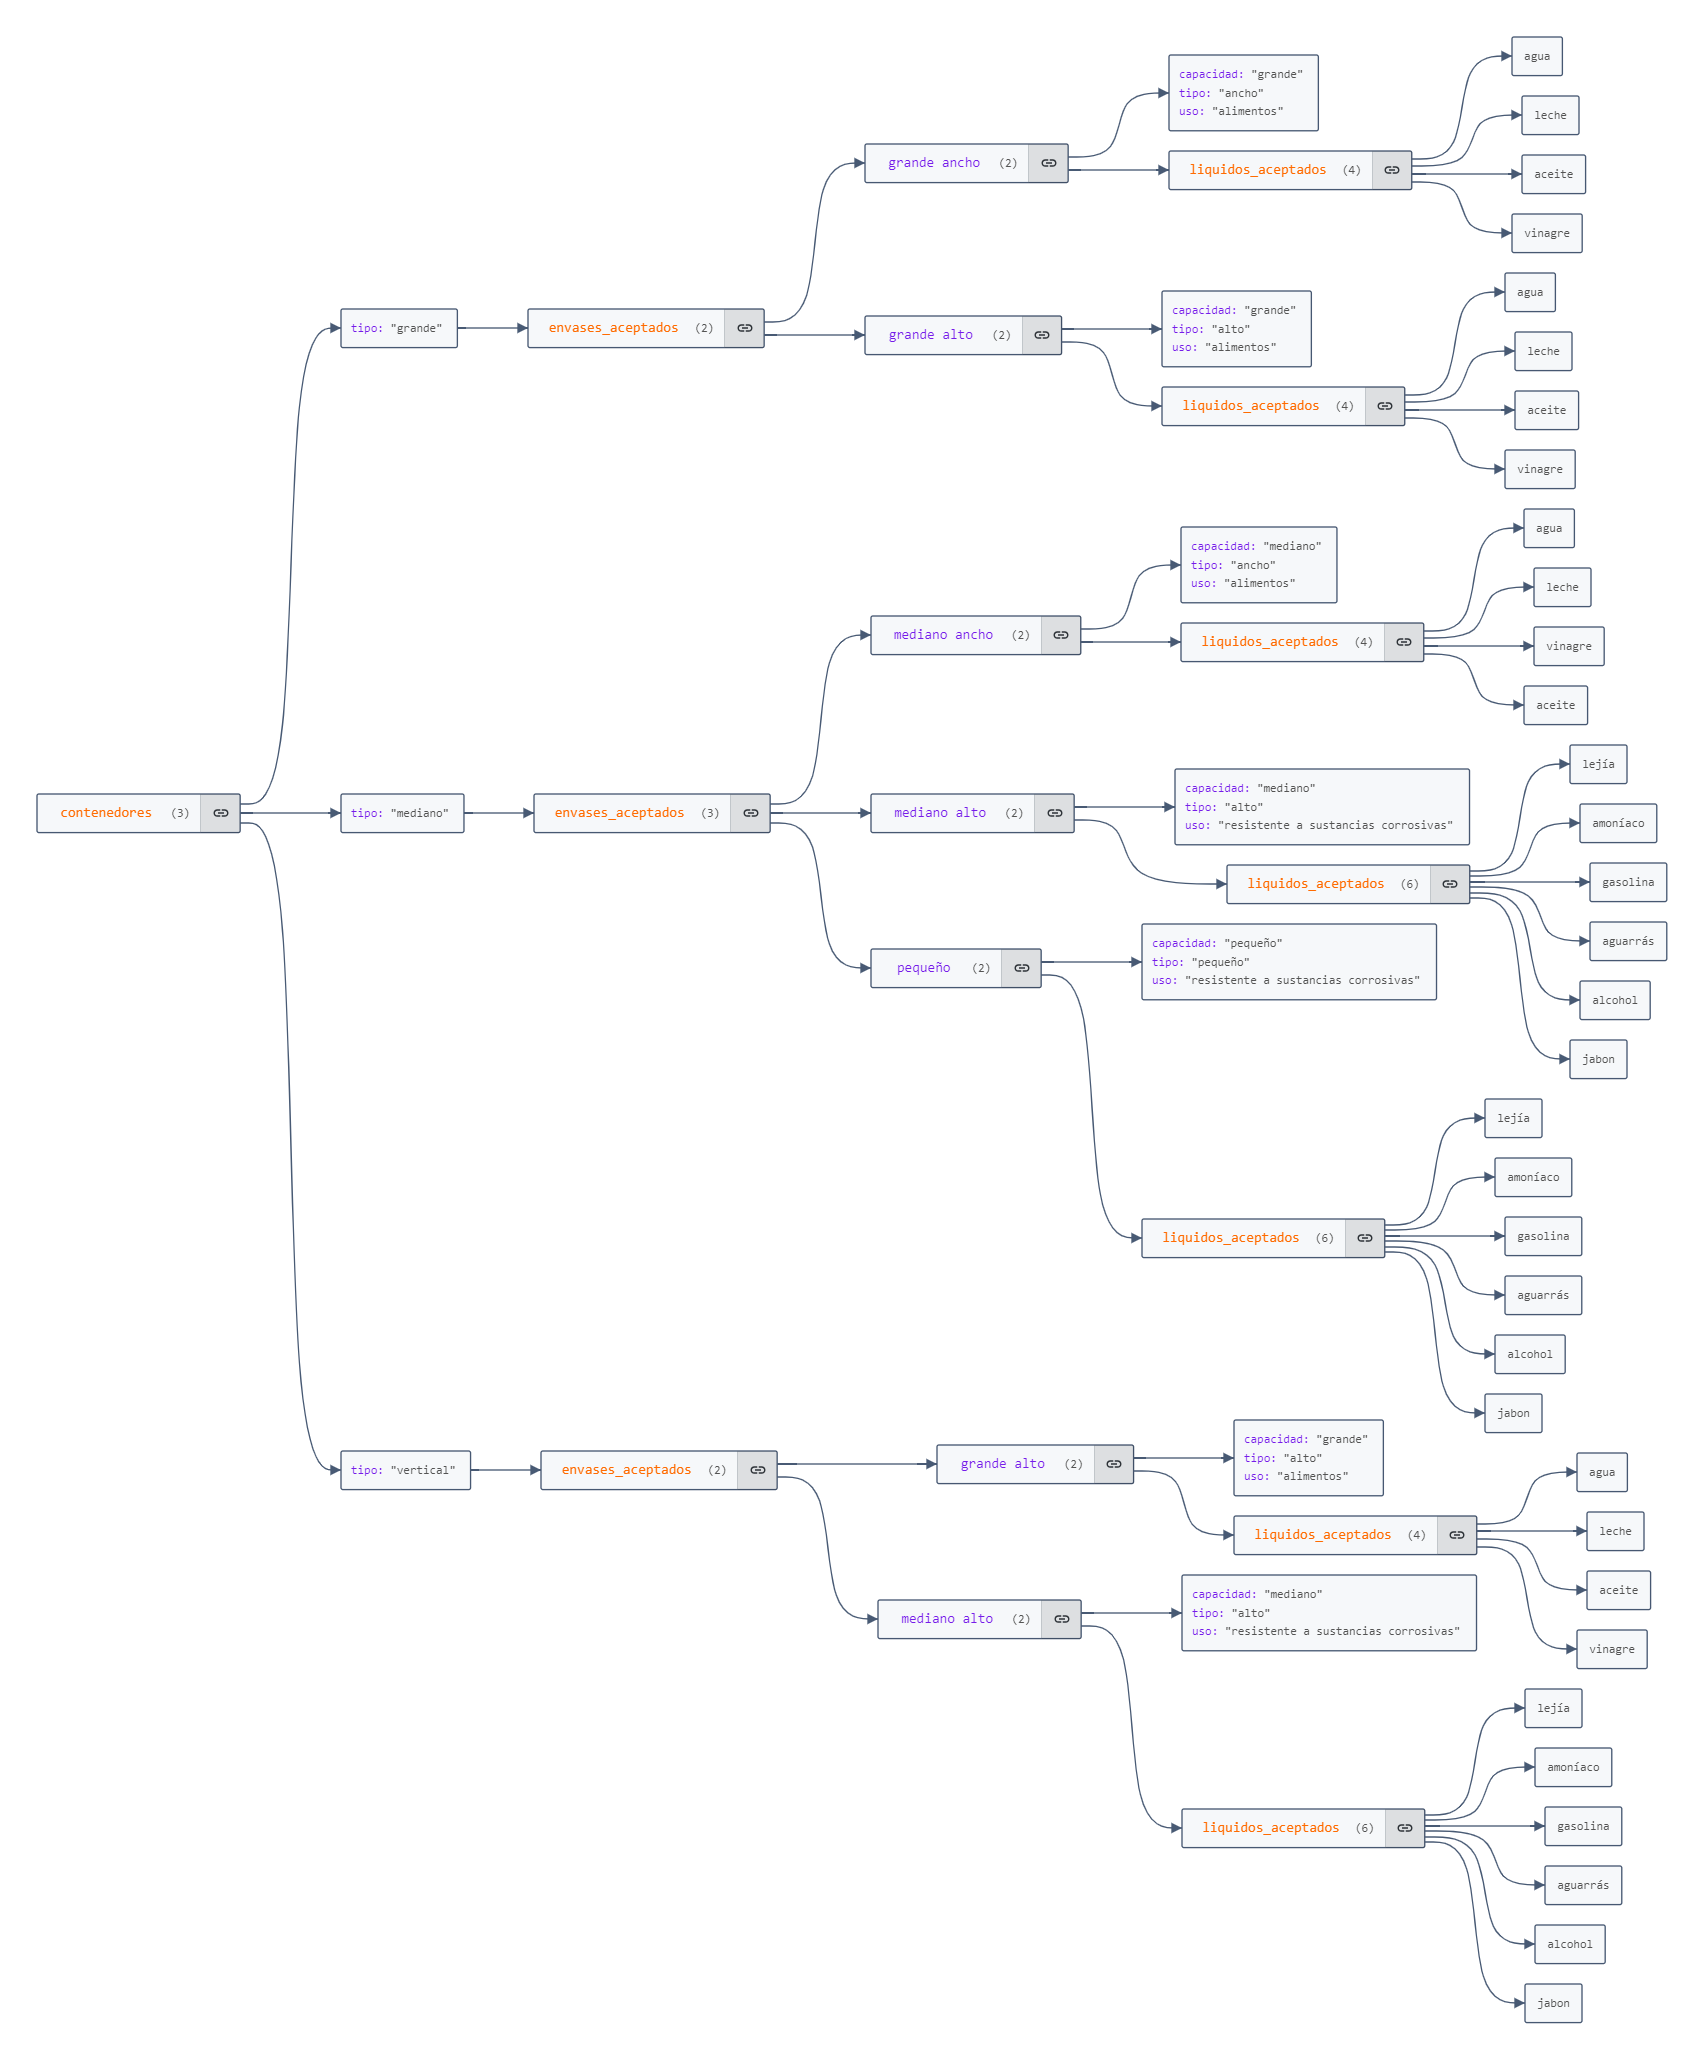 contenedores (3)
tipo: "grande"
envases_aceptados (2)
grande ancho (2)
capacidad: "grande"
tipo: "ancho"
uso: "alimentos"
liquidos_aceptados (4)
agua
leche
aceite
vinagre
grande alto (2)
capacidad: "grande"
tipo: "alto"
uso: "alimentos"
liquidos_aceptados (4)
agua
leche
aceite
vinagre
tipo: "mediano"
envases_aceptados (3)
mediano ancho (2)
capacidad: "mediano"
tipo: "ancho"
uso: "alimentos"
liquidos_aceptados (4)
agua
leche
vinagre
aceite
mediano alto (2)
capacidad: "mediano"
tipo: "alto"
uso: "resistente a sustancias corrosivas"
liquidos_aceptados (6)
lejía
amoníaco
gasolina
aguarrás
alcohol
jabon
pequeño (2)
capacidad: "pequeño"
tipo: "pequeño"
uso: "resistente a sustancias corrosivas"
liquidos_aceptados (6)
lejía
amoníaco
gasolina
aguarrás
alcohol
jabon
tipo: "vertical"
envases_aceptados (2)
grande alto (2)
capacidad: "grande"
tipo: "alto"
uso: "alimentos"
liquidos_aceptados (4)
agua
leche
aceite
vinagre
mediano alto (2)
capacidad: "mediano"
tipo: "alto"
uso: "resistente a sustancias corrosivas"
liquidos_aceptados (6)
lejía
amoníaco
gasolina
aguarrás
alcohol
jabon